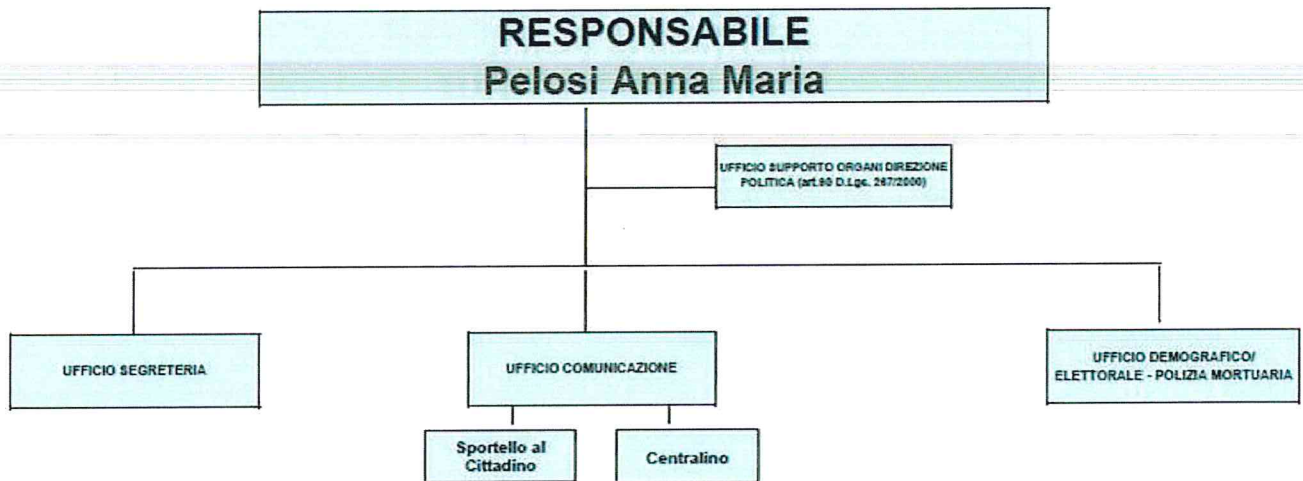 RESPONSABILE
Pelosi Anna Maria
UFFICIO SUPPORTO ORGANI DIREZIONE
POLITICA (art.90 D.Lgs. 267/2000)
UFFICIO SEGRETERIA
UFFICIO COMUNICAZIONE
UFFICIO DEMOGRAFICO/
ELETTORALE - POLIZIA MORTUARIA
Sportello al
Cittadino
Centralino